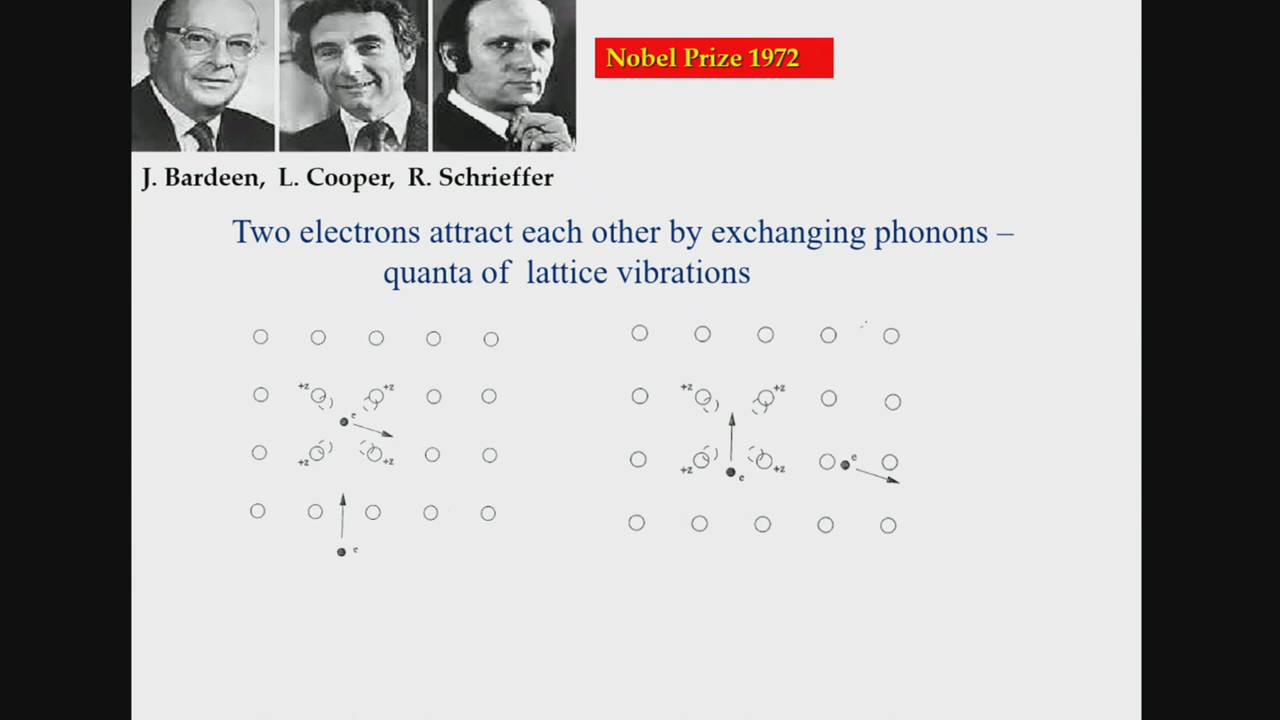 Nobel Prize 1972
J. Bardeen, L. Cooper, R. Schrieffer
Two electrons attract each other by exchanging phonons –
quanta of lattice vibrations
+z +z
e
+z +z
e
+z +z
e
+z +z
e